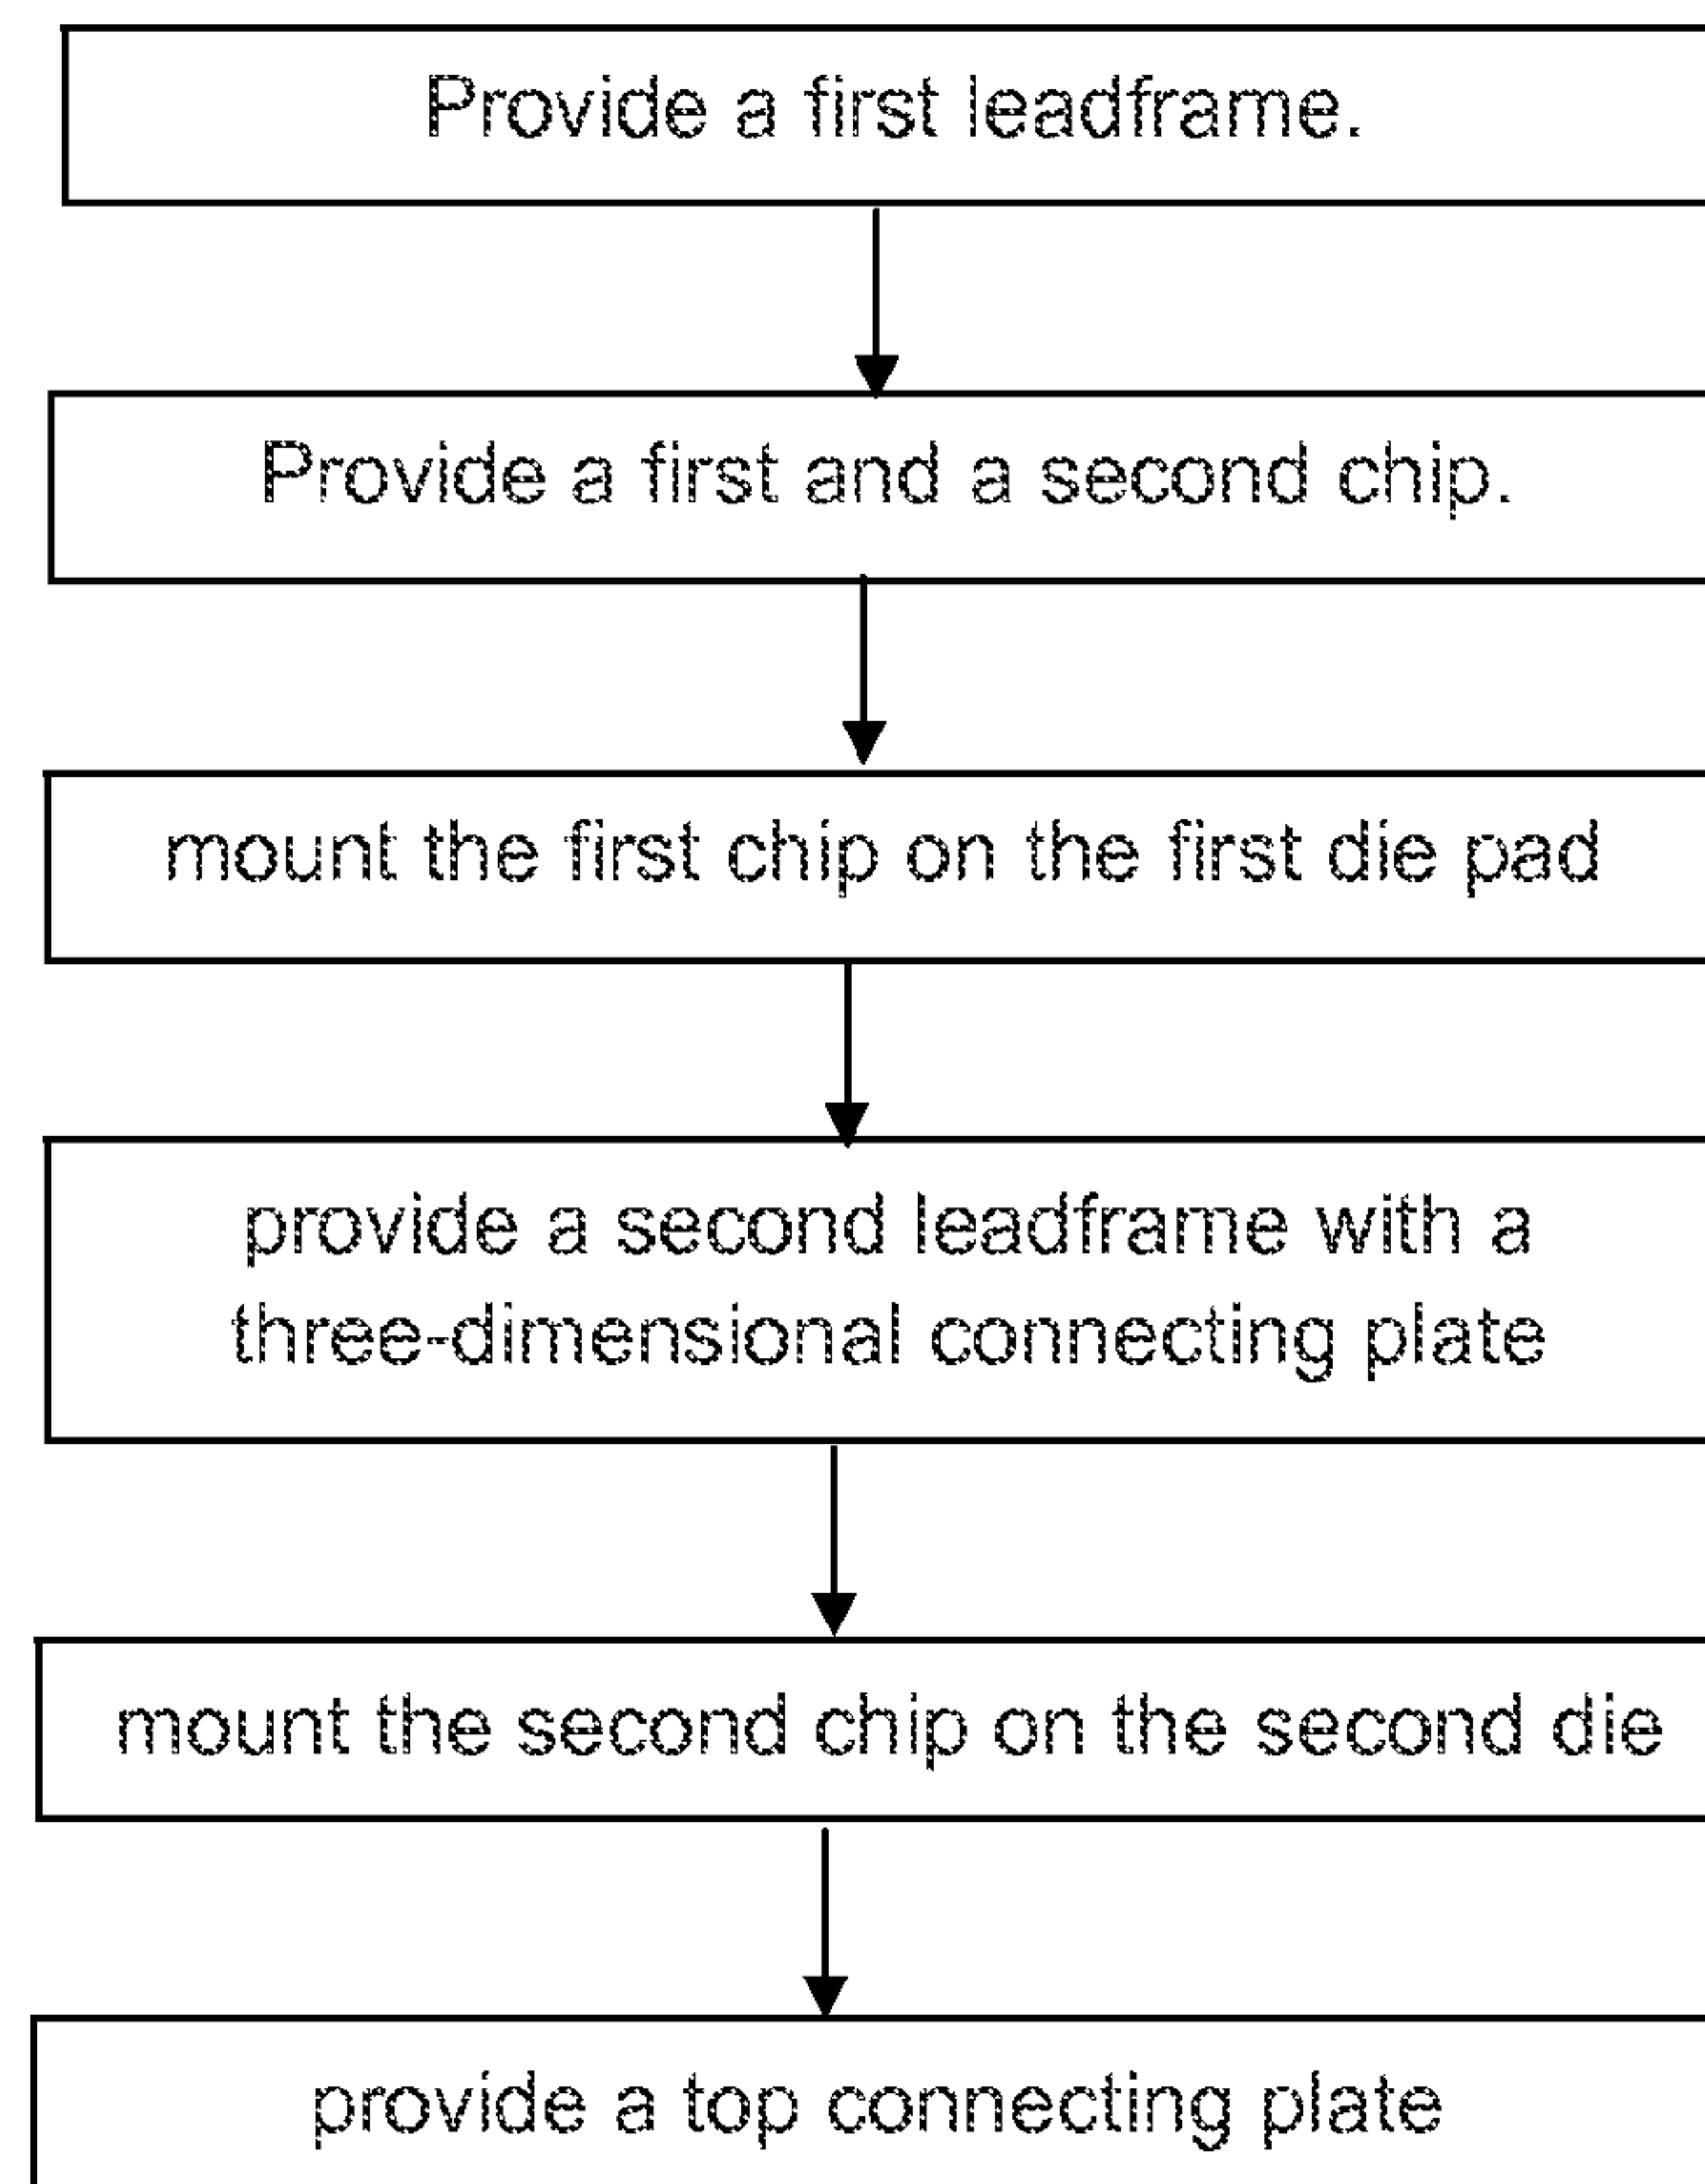 Provide a first leadframe.
Provide a first and a second chip.
mount the first chip on the first die pad
provide a second leadframe with a
three-dimensional connecting plate
mount the second chip on the second die
provide a top connecting plate